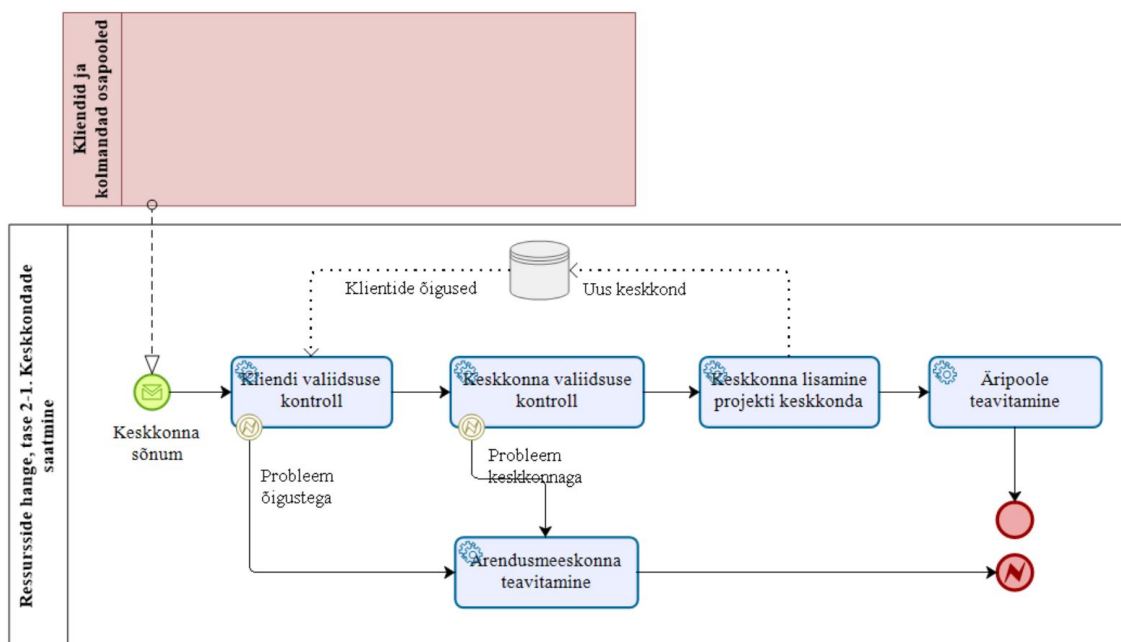 Kliendid ja
kolmandad osapooled
Ressursside hange, tase 2-1. Keskkondade
saatmine
Klientide õigused
Uus keskkond
Kliendi valiidsuse
kontroll
Keskkonna valiidsuse
kontroll
Keskkonna lisamine
projekti keskkonda
Äripoole
teavitamine
Keskkonna
sõnum
Probleem
õigustega
Probleem
keskkonnaga
Arendusmeeskonna
teavitamine